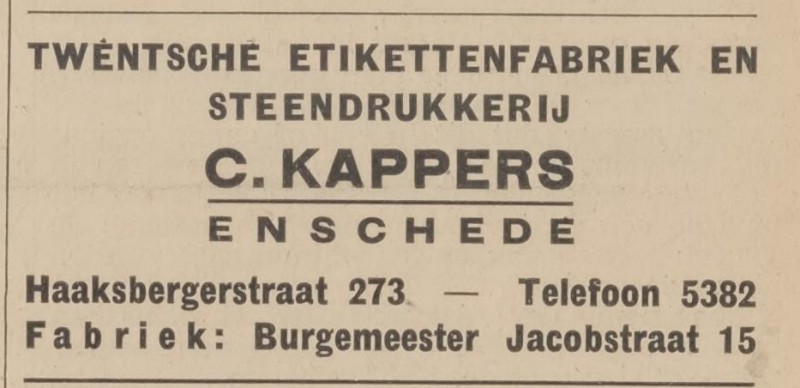 TWENTSCHE ETIKETTENFABRIEK EN
STEENDRUKKERIJ
C. KAPPERS
ENSCHEDE
Haaksbergerstraat 273 — Telefoon 5382
Fabriek: Burgemeester Jacobstraat 15